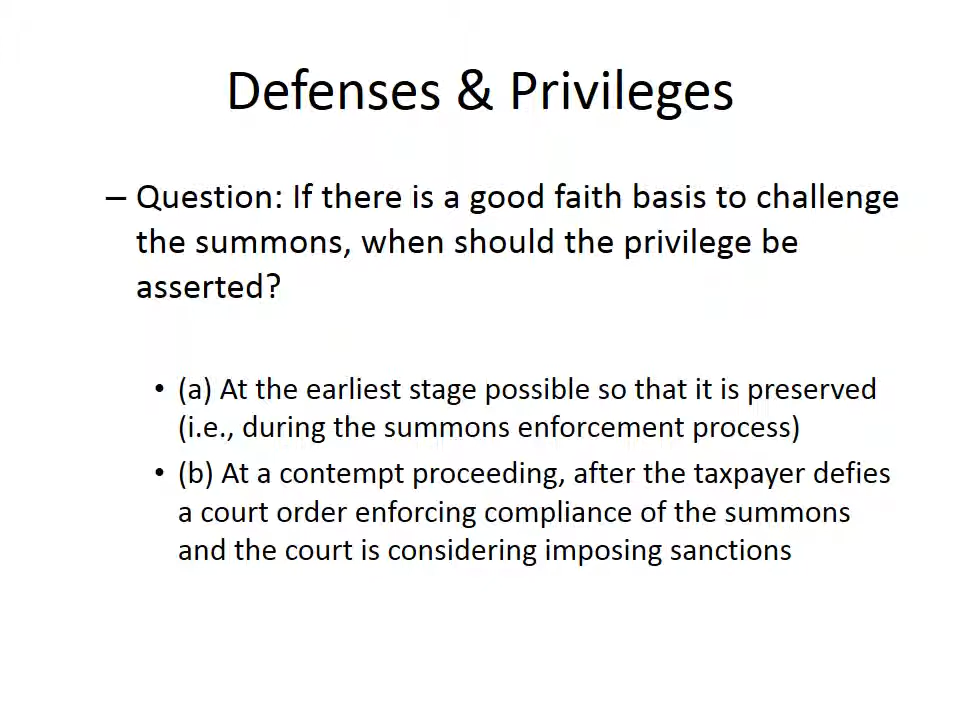 Defenses & Privileges
– Question: If there is a good faith basis to challenge
the summons, when should the privilege be
asserted?
• (a) At the earliest stage possible so that it is preserved
(i.e., during the summons enforcement process)
• (b) At a contempt proceeding, after the taxpayer defies
a court order enforcing compliance of the summons
and the court is considering imposing sanctions